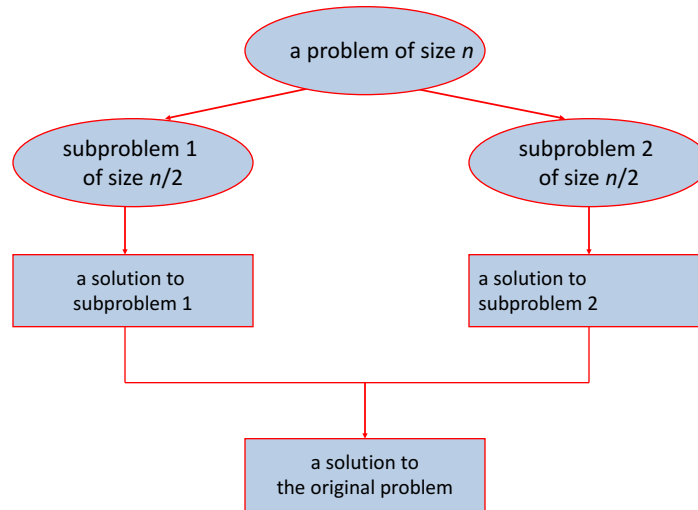 a problem of size n
subproblem 1
of size n/2
subproblem 2
of size n/2
a solution to
subproblem 1
a solution to
subproblem 2
a solution to
the original problem